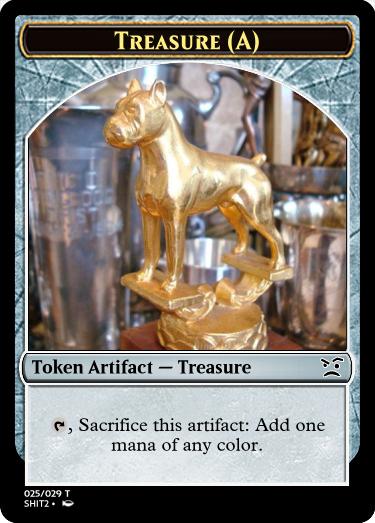 TREASURE (A)
Token Artifact — Treasure
, Sacrifice this artifact: Add one
mana of any color.
025/029 T
SHIT2 •